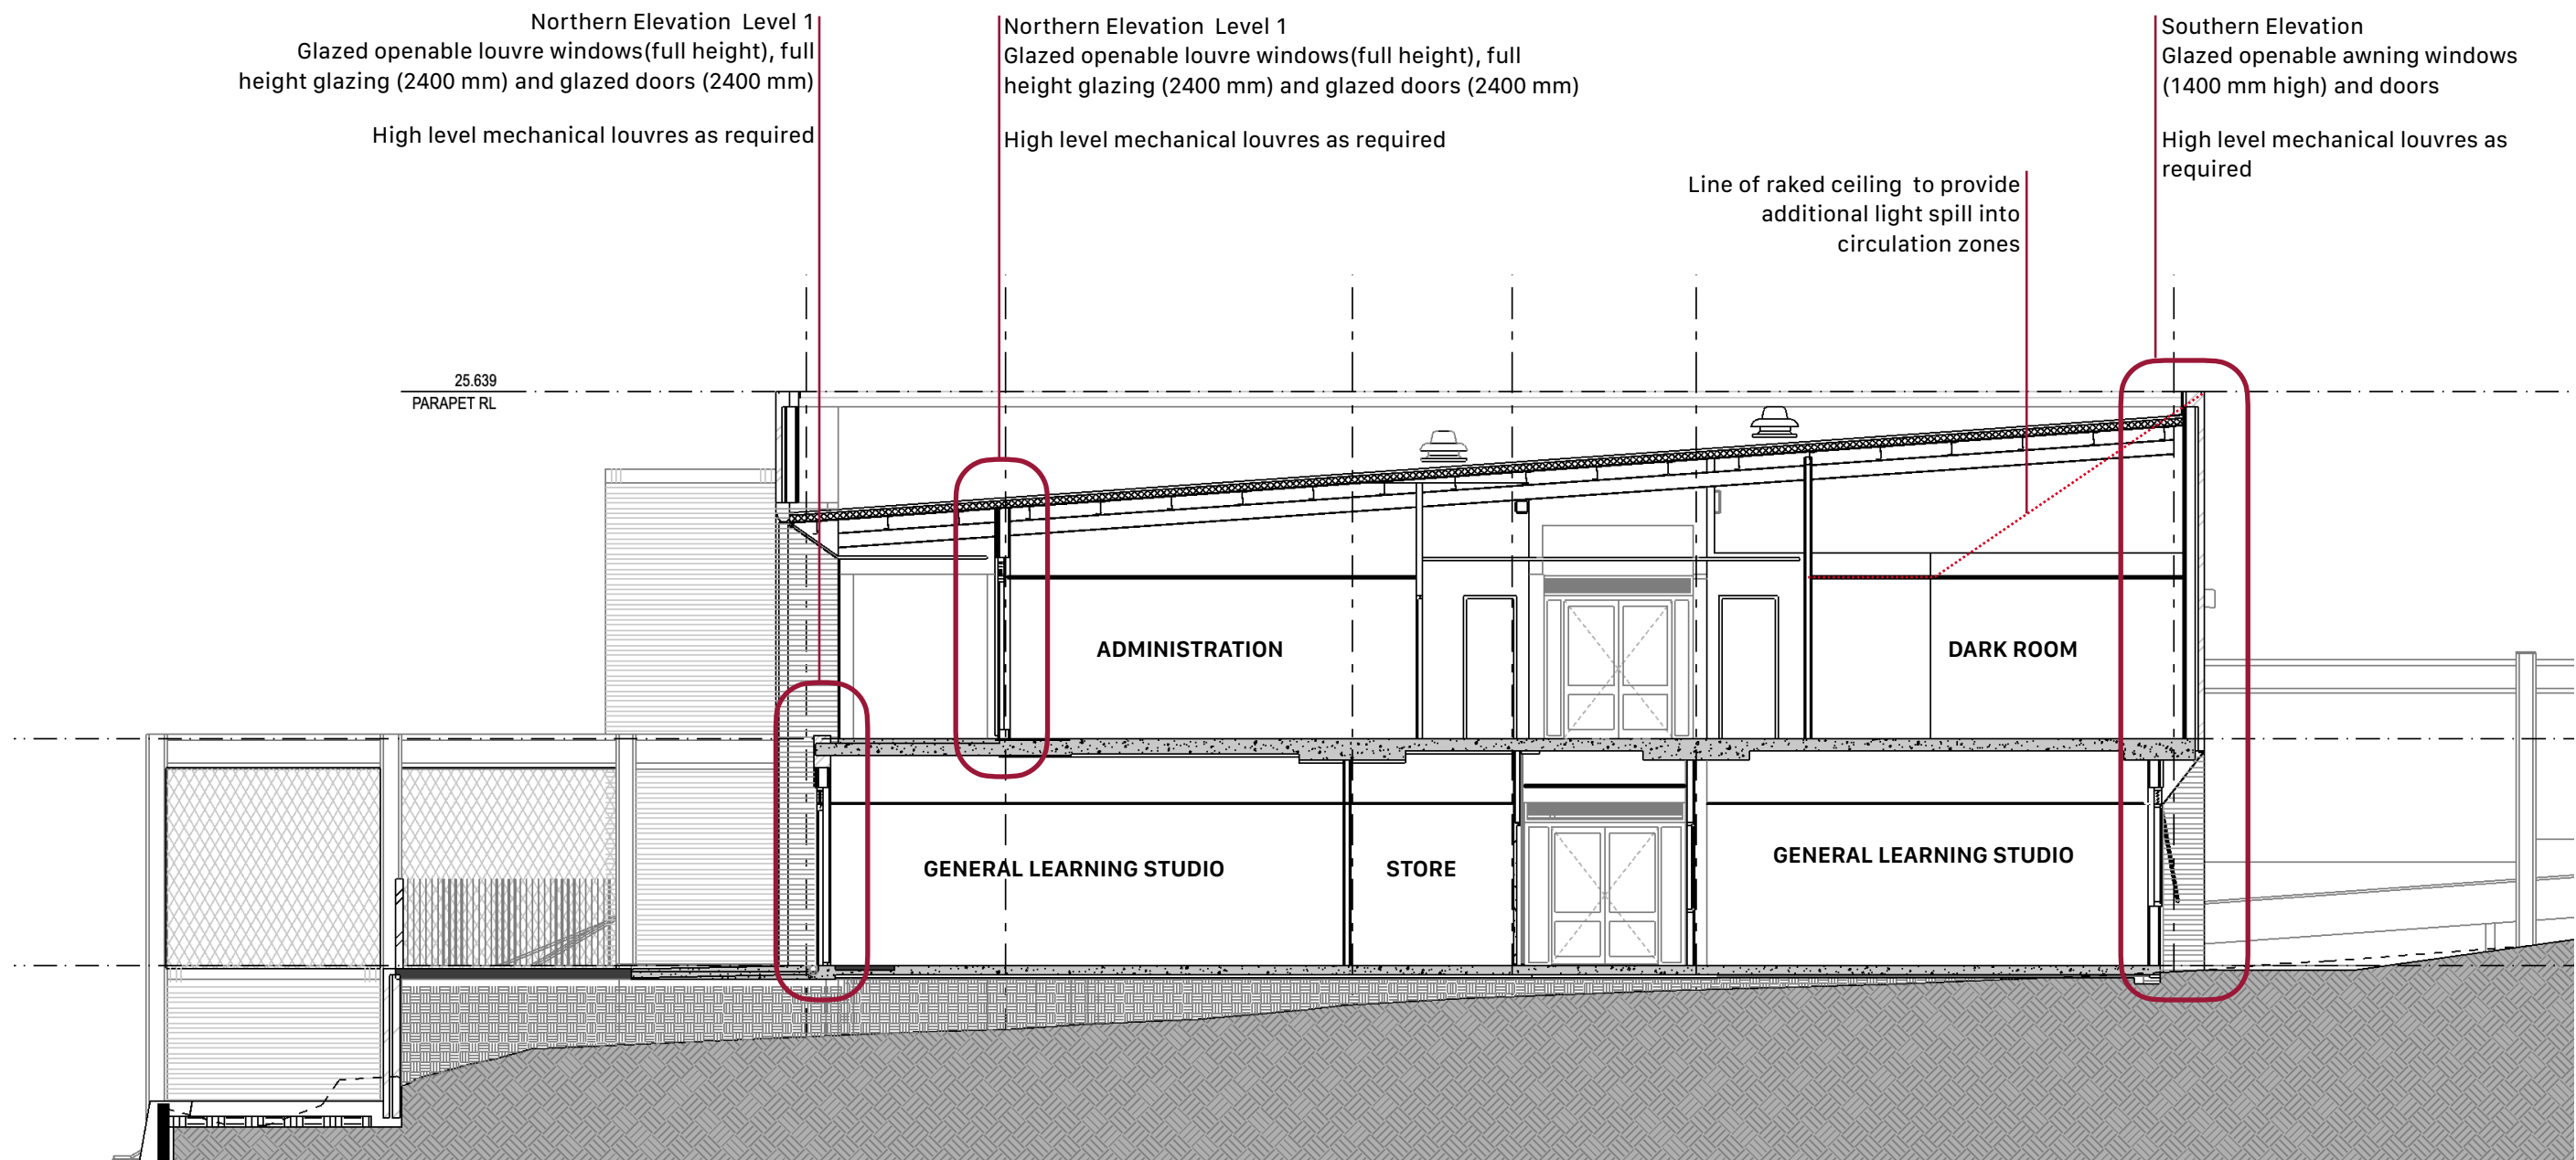 Northern Elevation  Level 1
Glazed openable louvre windows(full height), full
height glazing (2400 mm) and glazed doors (2400 mm)
High level mechanical louvres as required
Northern Elevation  Level 1
Glazed openable louvre windows(full height), full
height glazing (2400 mm) and glazed doors (2400 mm)
High level mechanical louvres as required
Southern Elevation
Glazed openable awning windows
(1400 mm high) and doors
High level mechanical louvres as
required
Line of raked ceiling  to provide
additional light spill into
circulation zones
25.639
PARAPET RL
ADMINISTRATION
DARK ROOM
GENERAL LEARNING STUDIO
STORE
GENERAL LEARNING STUDIO